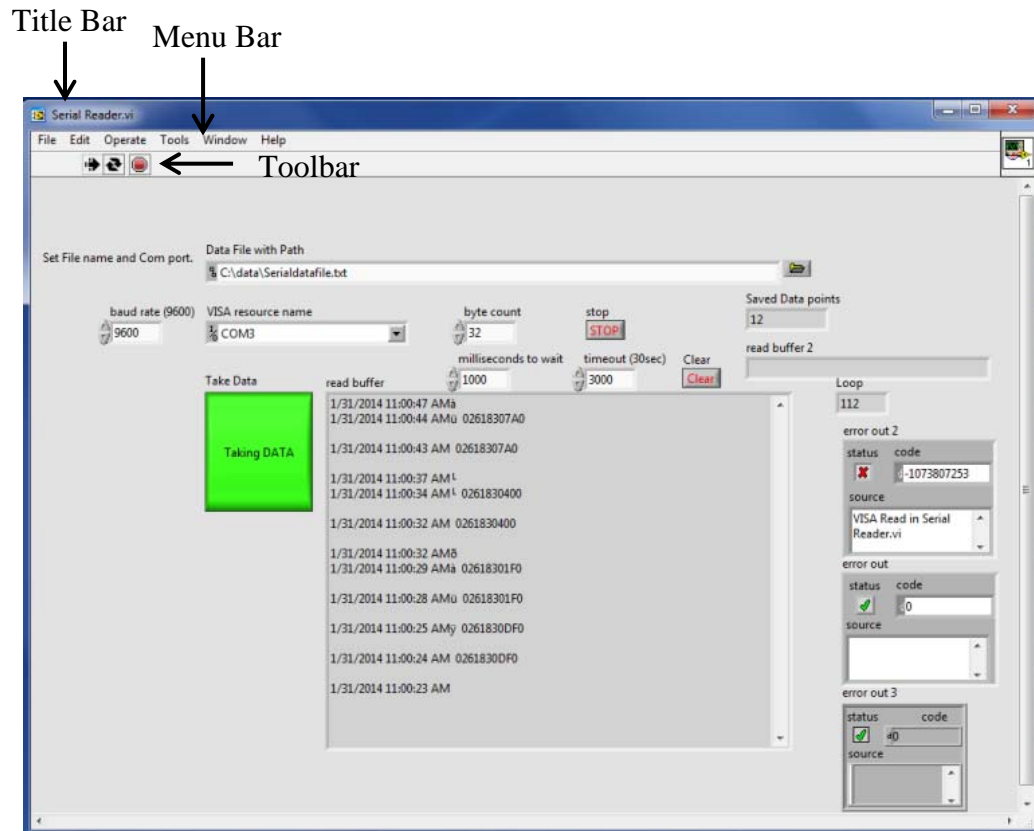 Title Bar
Menu Bar
Serial Reader.vi
File Edit Operate Tools Window Help
Toolbar
1
Set File name and Com port.
Data File with Path
C:\data\Serialdatafile.txt
baud rate (9600)
9600
VISA resource name
COM3
byte count
32
stop
STOP
Saved Data points
12
milliseconds to wait
1000
timeout (30sec)
3000
Clear
Clear
read buffer 2
Take Data
Taking DATA
read buffer
1/31/2014 11:00:47 AMà
1/31/2014 11:00:44 AMü 02618307A0
1/31/2014 11:00:43 AM 02618307A0
1/31/2014 11:00:37 AM└
1/31/2014 11:00:34 AM└ 0261830400
1/31/2014 11:00:32 AM 0261830400
1/31/2014 11:00:32 AMð
1/31/2014 11:00:29 AMà 02618301F0
1/31/2014 11:00:28 AMü 02618301F0
1/31/2014 11:00:25 AMÿ 0261830DF0
1/31/2014 11:00:24 AM 0261830DF0
1/31/2014 11:00:23 AM
Loop
112
error out 2
status code
-1073807253
source
VISA Read in Serial
Reader.vi
error out
status code
0
source
error out 3
status code
d0
source